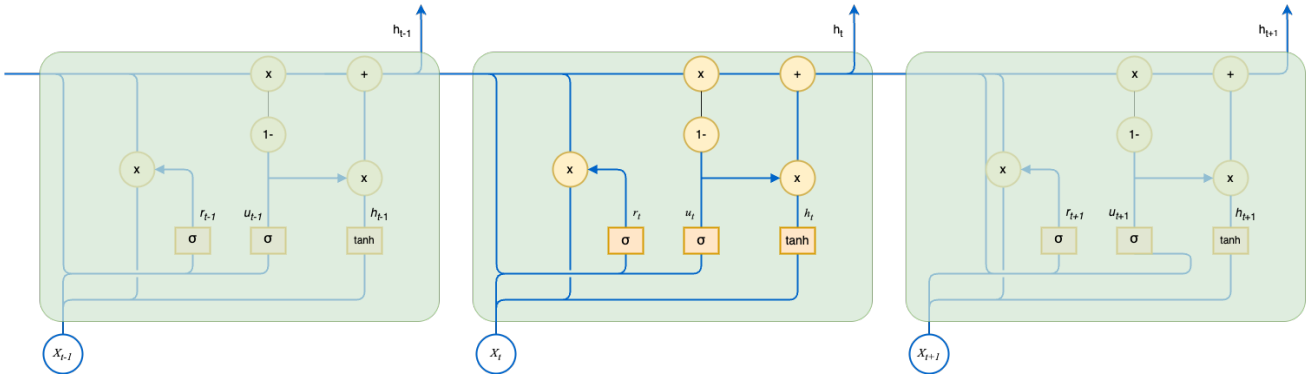 h_{t-1} h_t h_{t+1}
x + x + x +
1- 1- 1-
x x x x x x
r_{t-1} u_{t-1} h_{t-1} r_t u_t h_t r_{t+1} u_{t+1} h_{t+1}
σ σ tanh σ σ tanh σ σ tanh
X_{t-1} X_t X_{t+1}